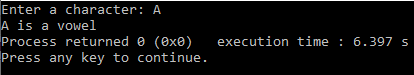 Enter a character: A
A is a vowel
Process returned 0 (0x0)   execution time : 6.397 s
Press any key to continue.